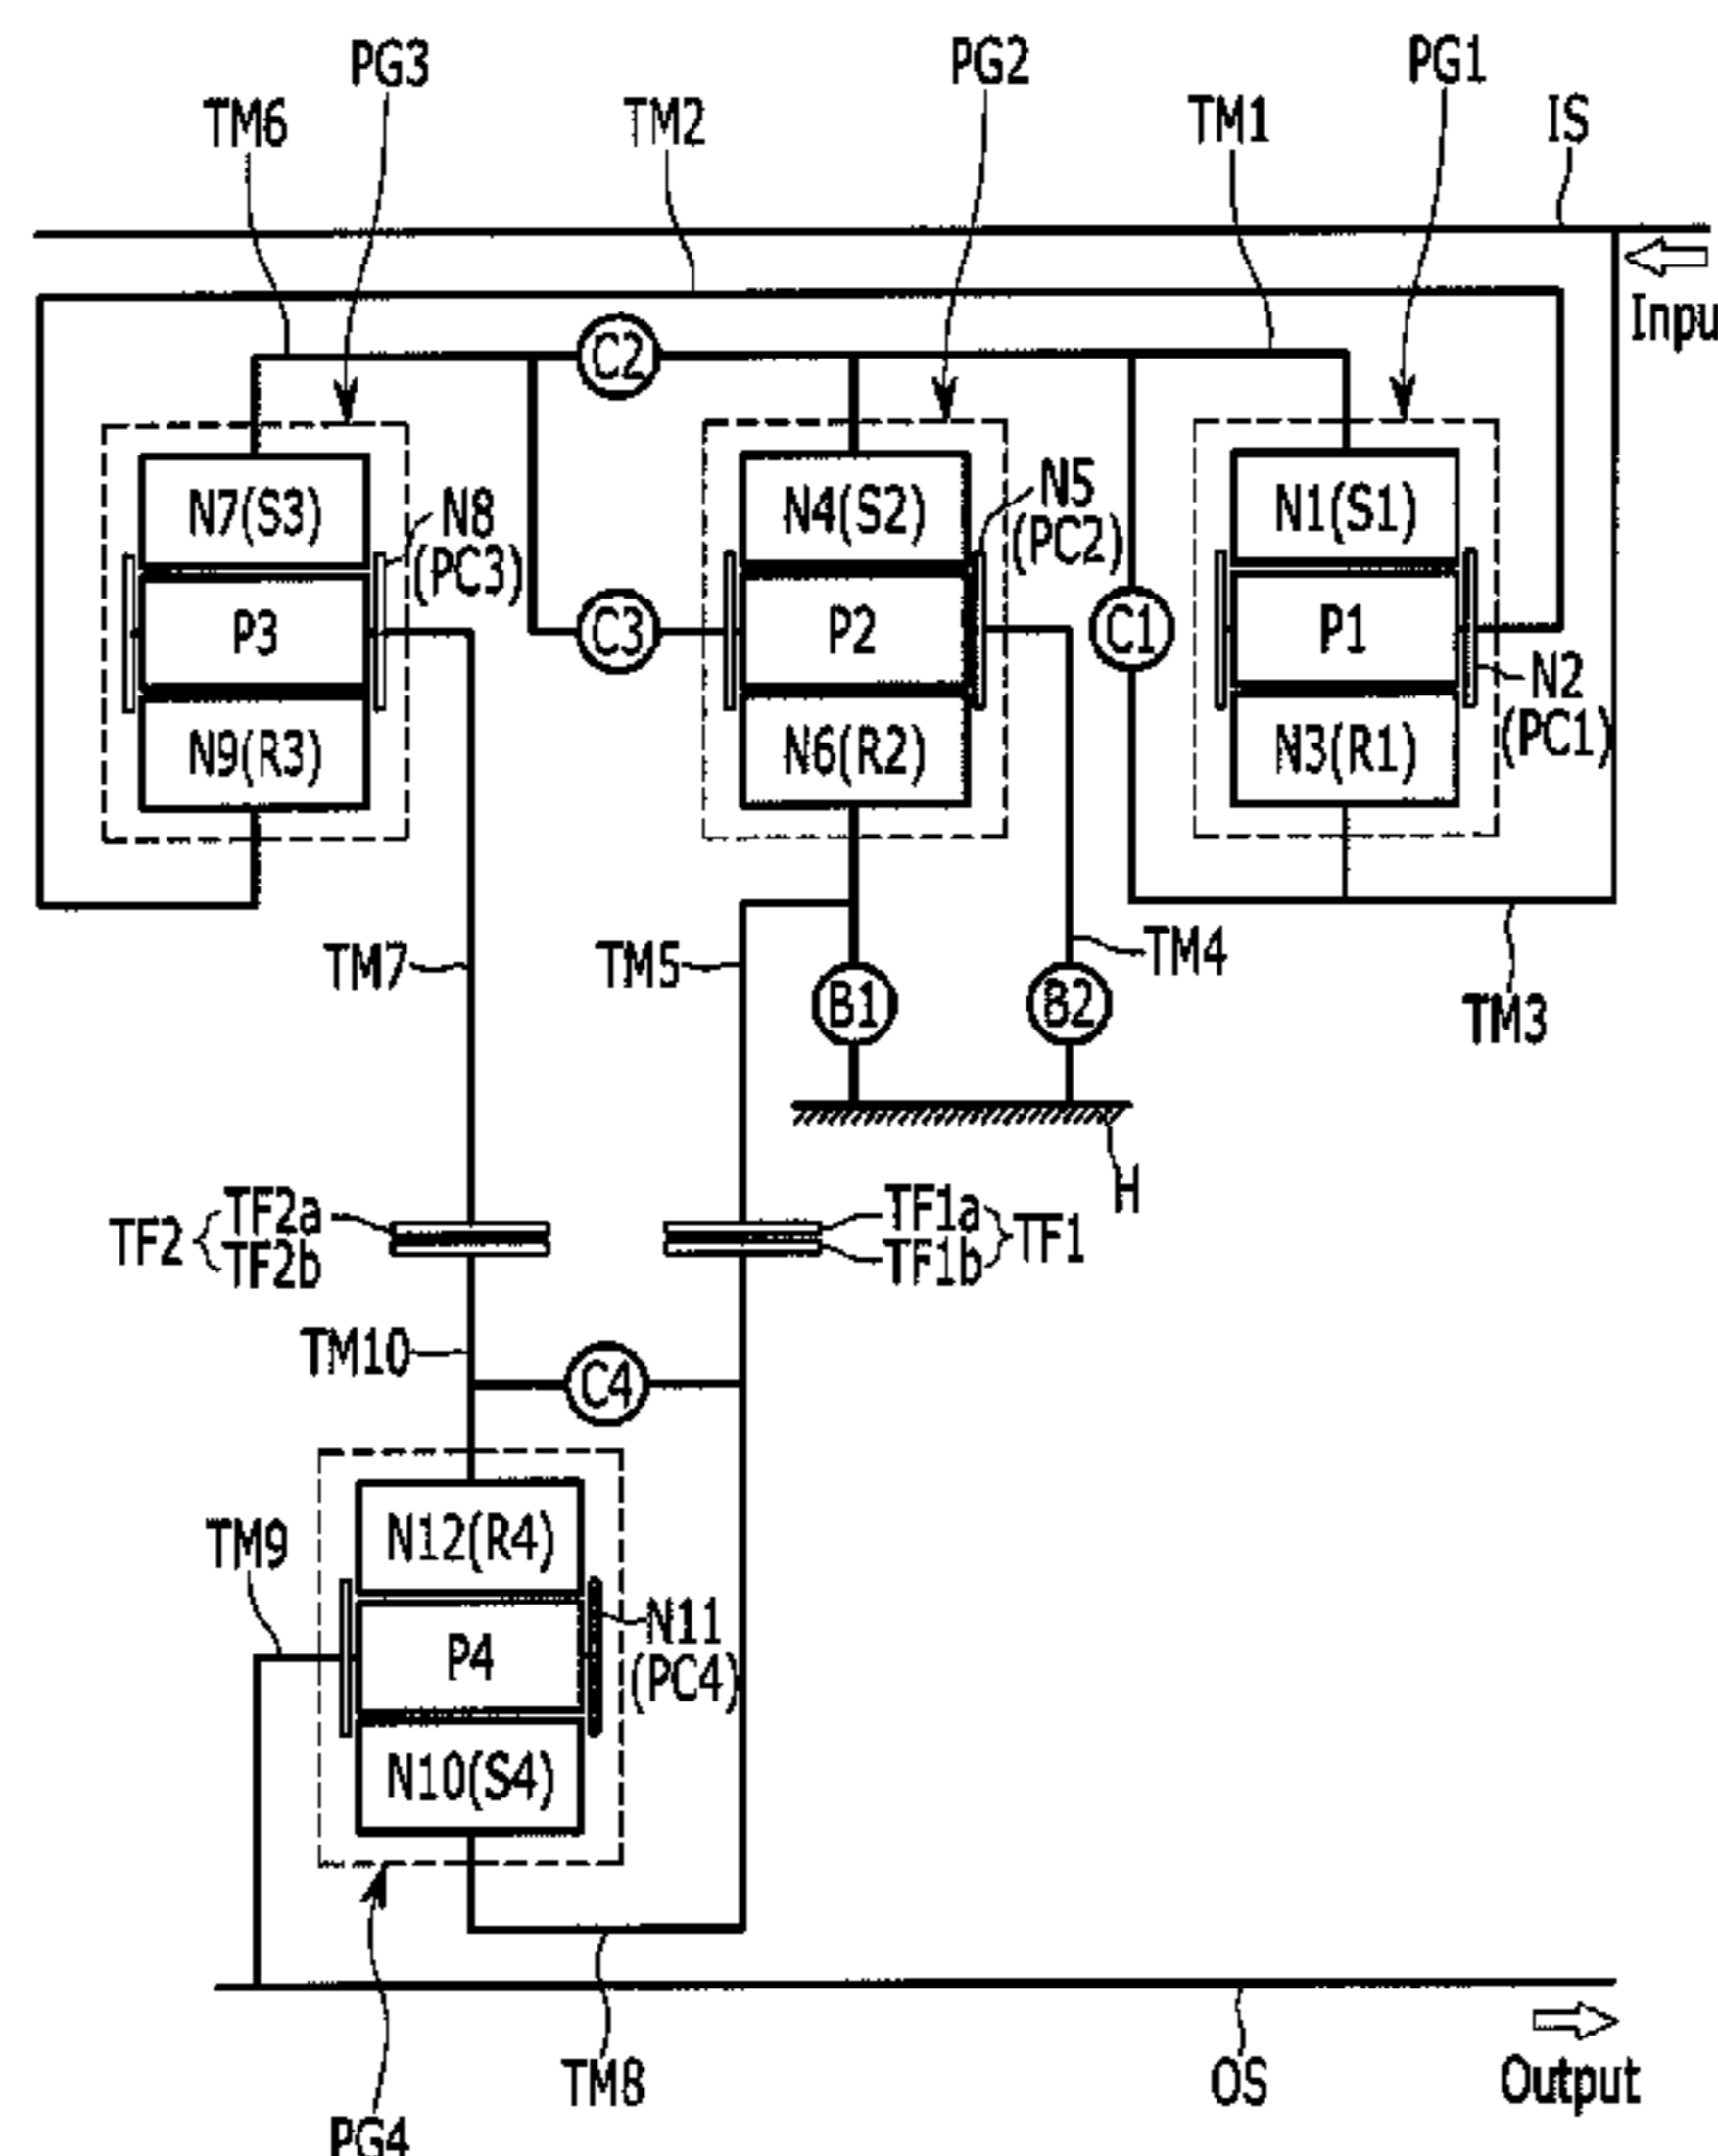 PG3
PG2
PG1
TM6
TM2
TM1
IS
Inpu
C2
N7(S3)
N8
(PC3)
P3
N9(R3)
C3
N4(S2)
N5
(PC2)
P2
N6(R2)
C1
N1(S1)
P1
N2
(PC1)
N3(R1)
TM7
TM5
TM4
TM3
B1
B2
H
TF2
TF2a
TF2b
TF1a
TF1b
TF1
TM10
C4
TM9
N12(R4)
P4
N11
(PC4)
N10(S4)
TM8
OS
Output
PG4